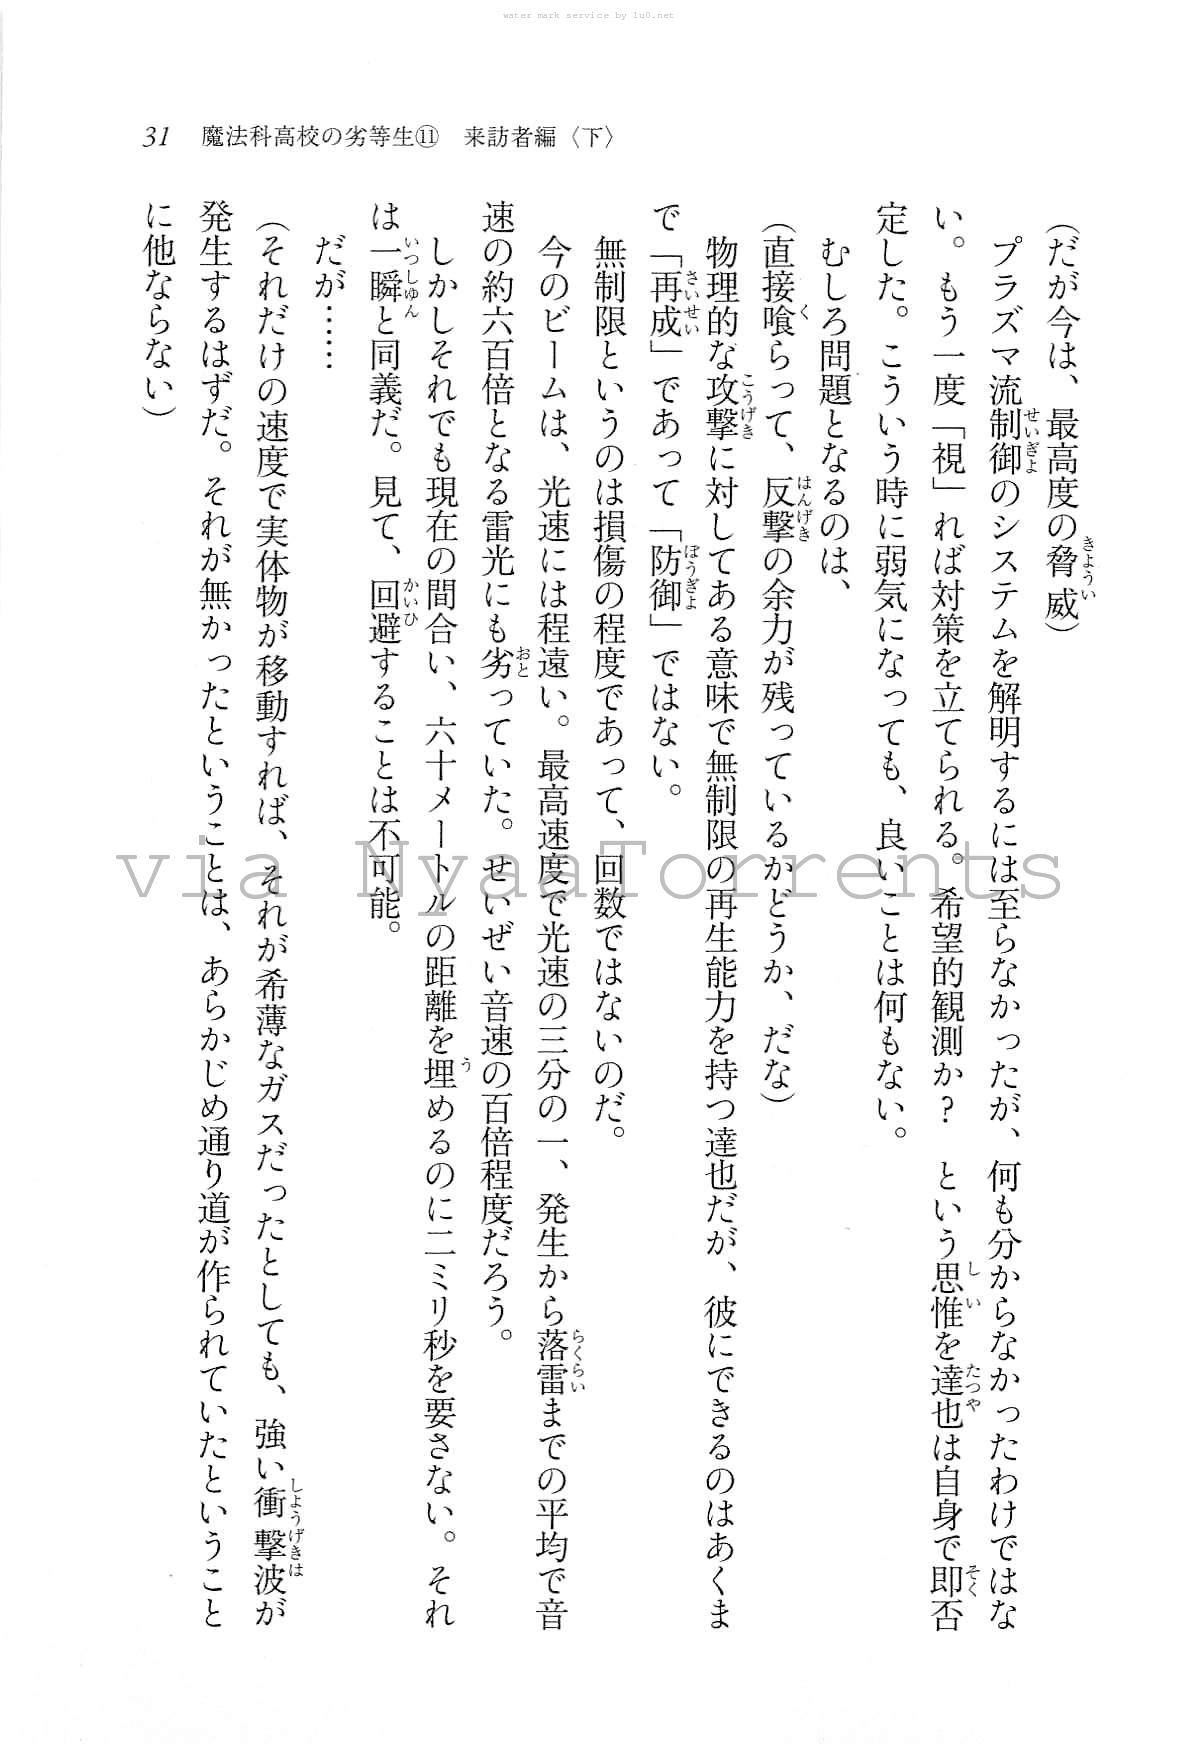 water mark service by lu0.net
31 魔法科高校の劣等生⑪ 来訪者編〈下〉
（だが今は、最高度の脅威）
プラズマ流制御のシステムを解明するには至らなかったが、何も分からなかったわけではな
い。もう一度「視」れば対策を立てられる。希望的観測か？　という思惟を達也は自身で即否
定した。こういう時に弱気になっても、良いことは何もない。
むしろ問題となるのは、
（直接喰らって、反撃の余力が残っているかどうか、だな）
物理的な攻撃に対してある意味で無制限の再生能力を持つ達也だが、彼にできるのはあくま
で「再成」であって「防御」ではない。
無制限というのは損傷の程度であって、回数ではないのだ。
今のビームは、光速には程遠い。最高速度で光速の三分の一、発生から落雷までの平均で音
速の約六百倍となる雷光にも劣っていた。せいぜい音速の百倍程度だろう。
しかしそれでも現在の間合い、六十メートルの距離を埋めるのに二ミリ秒を要さない。それ
は一瞬と同義だ。見て、回避することは不可能。
だが……
（それだけの速度で実体物が移動すれば、それが希薄なガスだったとしても、強い衝撃波が
発生するはずだ。それが無かったということは、あらかじめ通り道が作られていたということ
に他ならない）
via NyaaTorrents